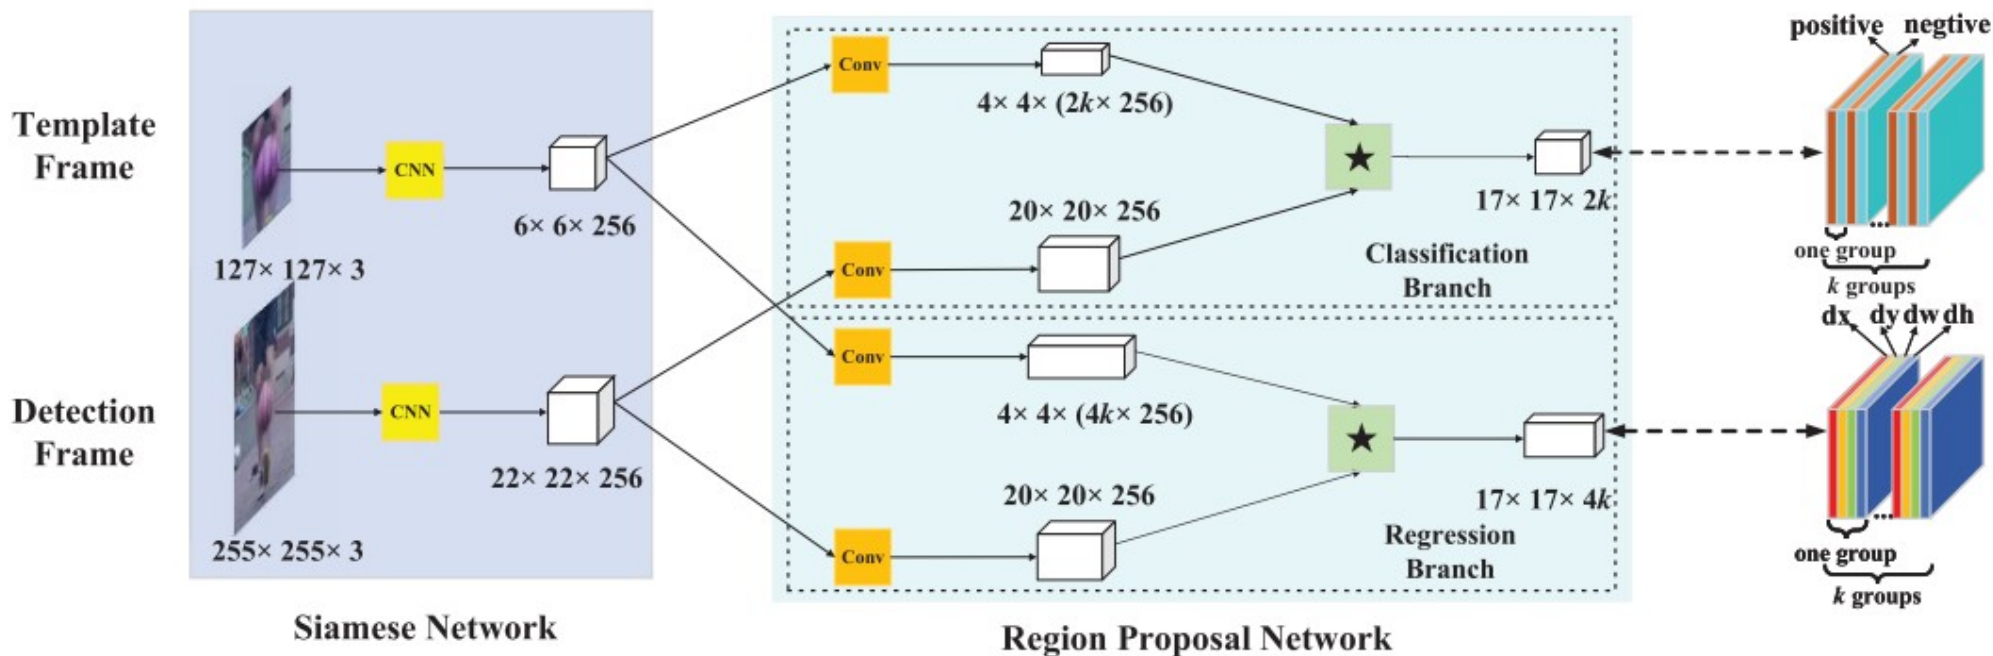 Template
Frame
127× 127× 3
CNN
6× 6× 256
Detection
Frame
255× 255× 3
CNN
22× 22× 256
Siamese Network
Conv
4× 4× (2k× 256)
Conv
20× 20× 256
★
17× 17× 2k
Classification
Branch
Conv
4× 4× (4k× 256)
Conv
20× 20× 256
★
17× 17× 4k
Regression
Branch
Region Proposal Network
positive negtive
...
one group
k groups
dx dy dw dh
...
one group
k groups